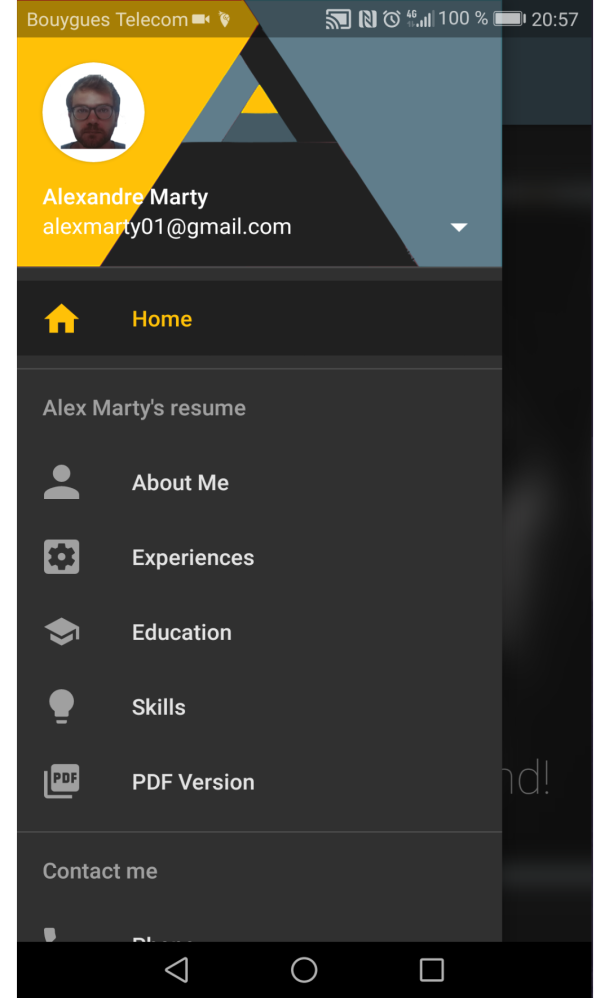 Bouygues Telecom 4G 100 % 20:57
Alexandre Marty
alexmarty01@gmail.com
Home
Alex Marty's resume
About Me
Experiences
Education
Skills
PDF
PDF Version
nd!
Contact me
Phone